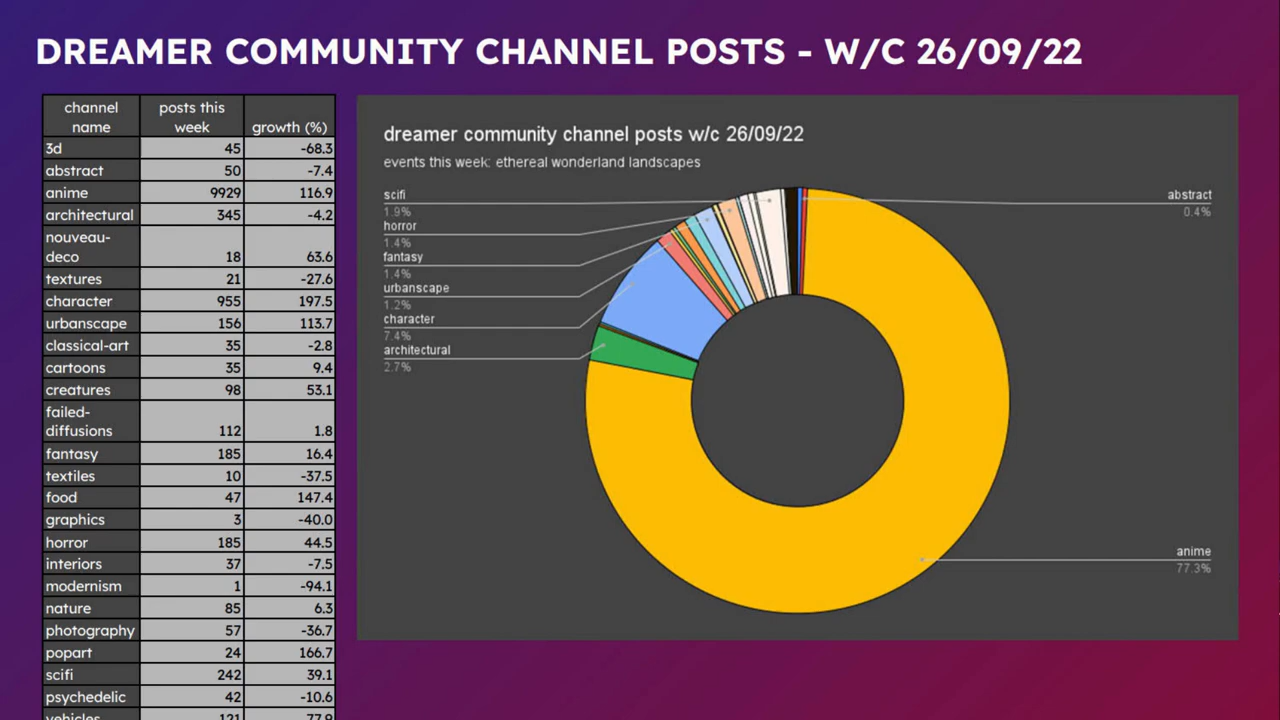 DREAMER COMMUNITY CHANNEL POSTS - W/C 26/09/22
channel name posts this week growth (%)
3d 45 -68.3
abstract 50 -7.4
anime 9929 116.9
architectural 345 -4.2
nouveau-
deco 18 63.6
textures 21 -27.6
character 955 197.5
urbanscape 156 113.7
classical-art 35 -2.8
cartoons 35 9.4
creatures 98 53.1
failed-
diffusions 112 1.8
fantasy 185 16.4
textiles 10 -37.5
food 47 147.4
graphics 3 -40.0
horror 185 44.5
interiors 37 -7.5
modernism 1 -94.1
nature 85 6.3
photography 57 -36.7
popart 24 166.7
scifi 242 39.1
psychedelic 42 -10.6
vehicles 121 77.9
dreamer community channel posts w/c 26/09/22
events this week: ethereal wonderland landscapes
scifi
1.9%
horror
1.4%
fantasy
1.4%
urbanscape
1.2%
character
7.4%
architectural
2.7%
abstract
0.4%
anime
77.3%